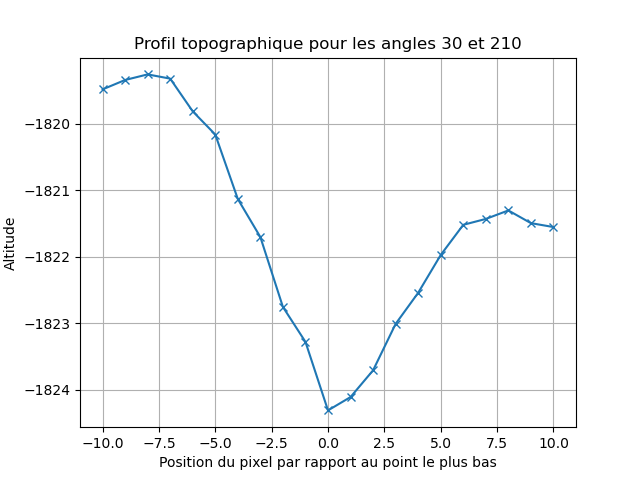 Profil topographique pour les angles 30 et 210
Altitude
−1820
−1821
−1822
−1823
−1824
−10.0 −7.5 −5.0 −2.5 0.0 2.5 5.0 7.5 10.0
Position du pixel par rapport au point le plus bas